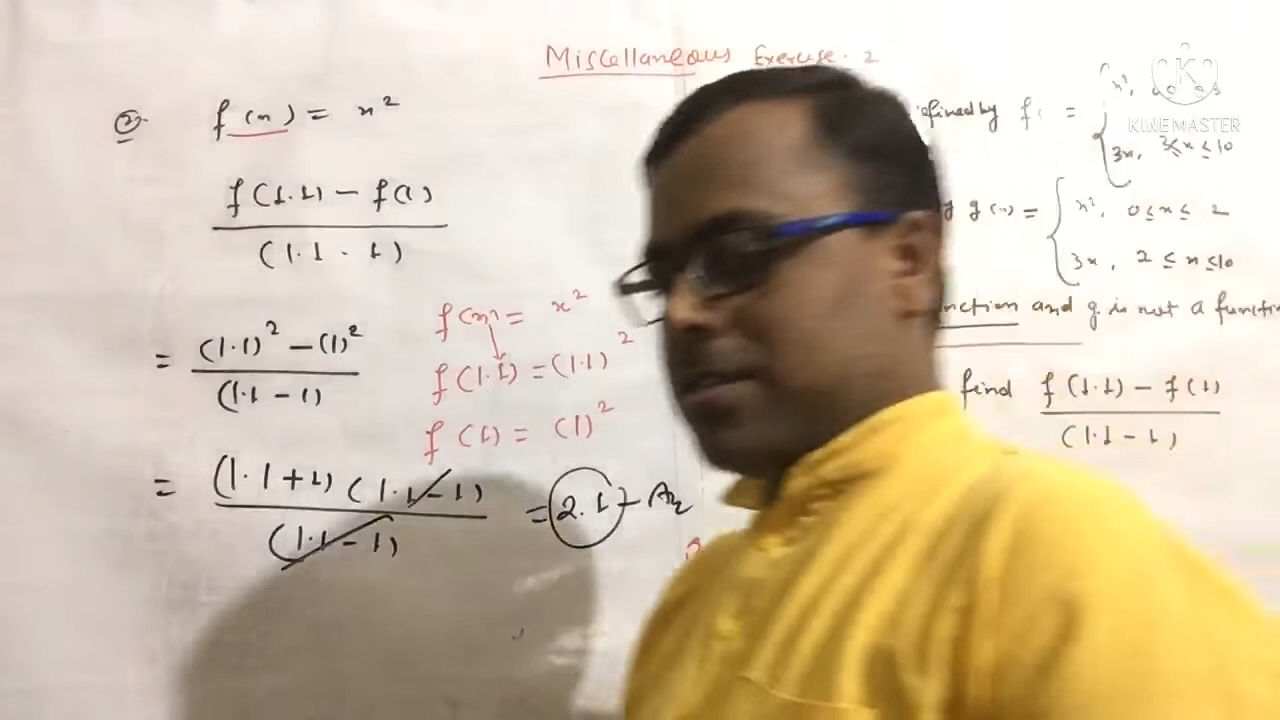 Miscellaneous Exercise - 2
② f(x) = x²
f(1.1) - f(1)
(1.1 - 1)
= (1.1)² - (1)²
(1.1 - 1)
f(x) = x²
f(1.1) = (1.1)²
f(1) = (1)²
= (1.1+1) (1.1-1)
(1.1-1)
= 2.1 - Ans
efined by f( =
3x, 3≤x≤10
y g(x) = { x², 0≤x≤2
3x, 2≤x≤10
nction and g is not a functi
find f(1.1) - f(1)
(1.1 - 1)
K
KINEMASTER